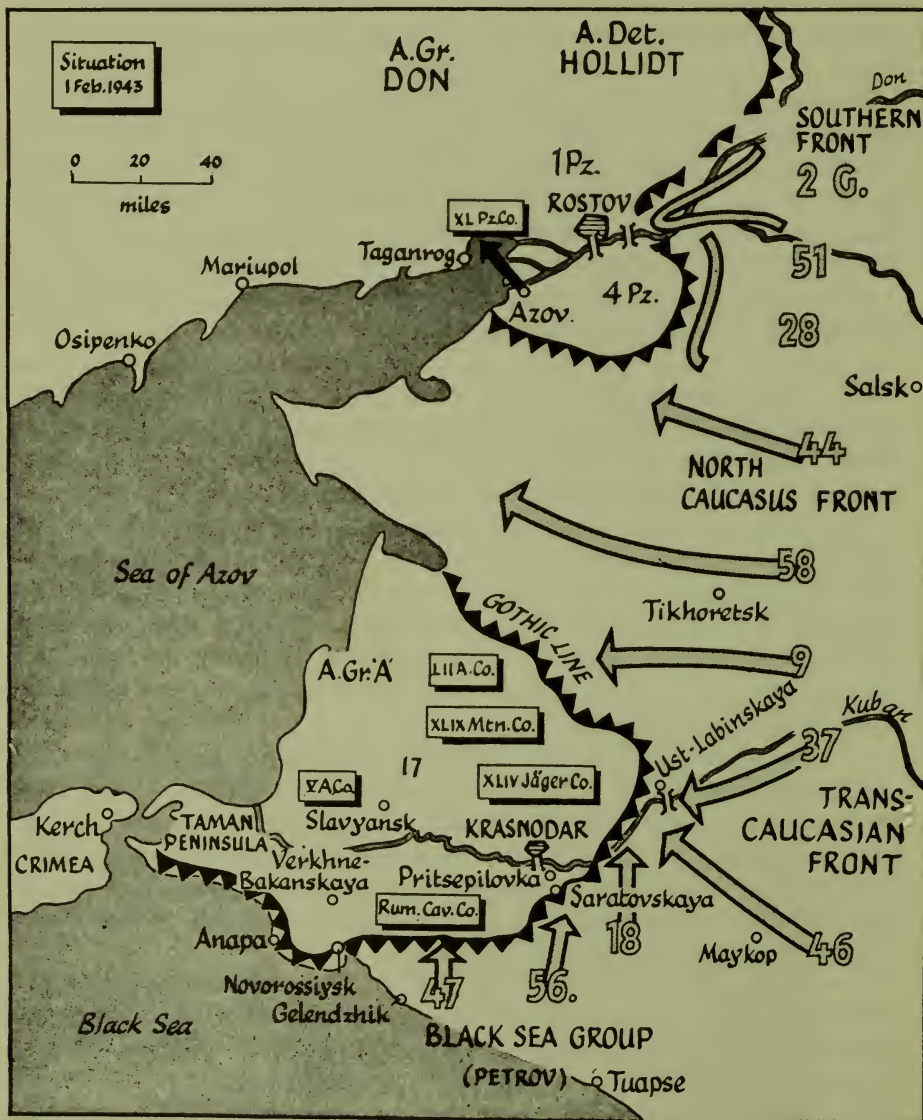 Situation
1 Feb. 1943
0 20 40
miles
A.Gr.
DON
A.Det.
HOLLIDT
Don
SOUTHERN
FRONT
2 G.
1 Pz.
ROSTOV
XL Pz.Co.
Taganrog
Mariupol
Azov.
4 Pz.
51
28
Osipenko
Salsk
44
NORTH
CAUCASUS FRONT
58
Sea of Azov
Tikhoretsk
GOTHIC LINE
9
A.Gr.'A'
LII A.Co.
XLIX Mtn.Co.
Kuban
Ust-Labinskaya
37
17
V A Co.
XLIV Jäger Co.
Slavyansk
KRASNODAR
TRANS-
CAUCASIAN
FRONT
Kerch
CRIMEA
TAMAN
PENINSULA
Verkhne-
Bakanskaya
Pritsepilovka
Saratovskaya
Rum.Cav.Co.
18
Anapa
Maykop
46
Novorossiysk
Gelendzhik
47
56.
Black Sea
BLACK SEA GROUP
(PETROV)
Tuapse